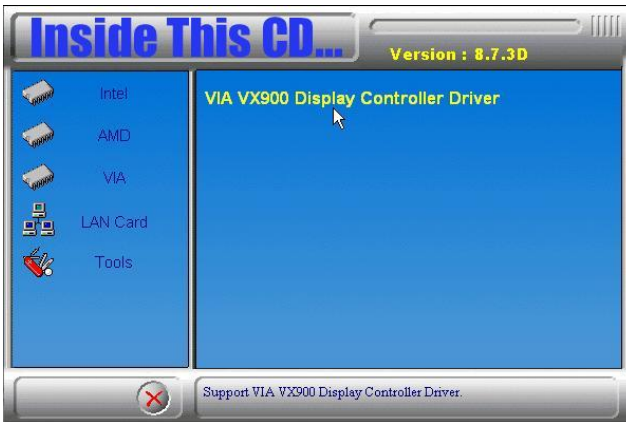 Inside This CD...
Version : 8.7.3D
Intel
AMD
VIA
LAN Card
Tools
VIA VX900 Display Controller Driver
Support VIA VX900 Display Controller Driver.